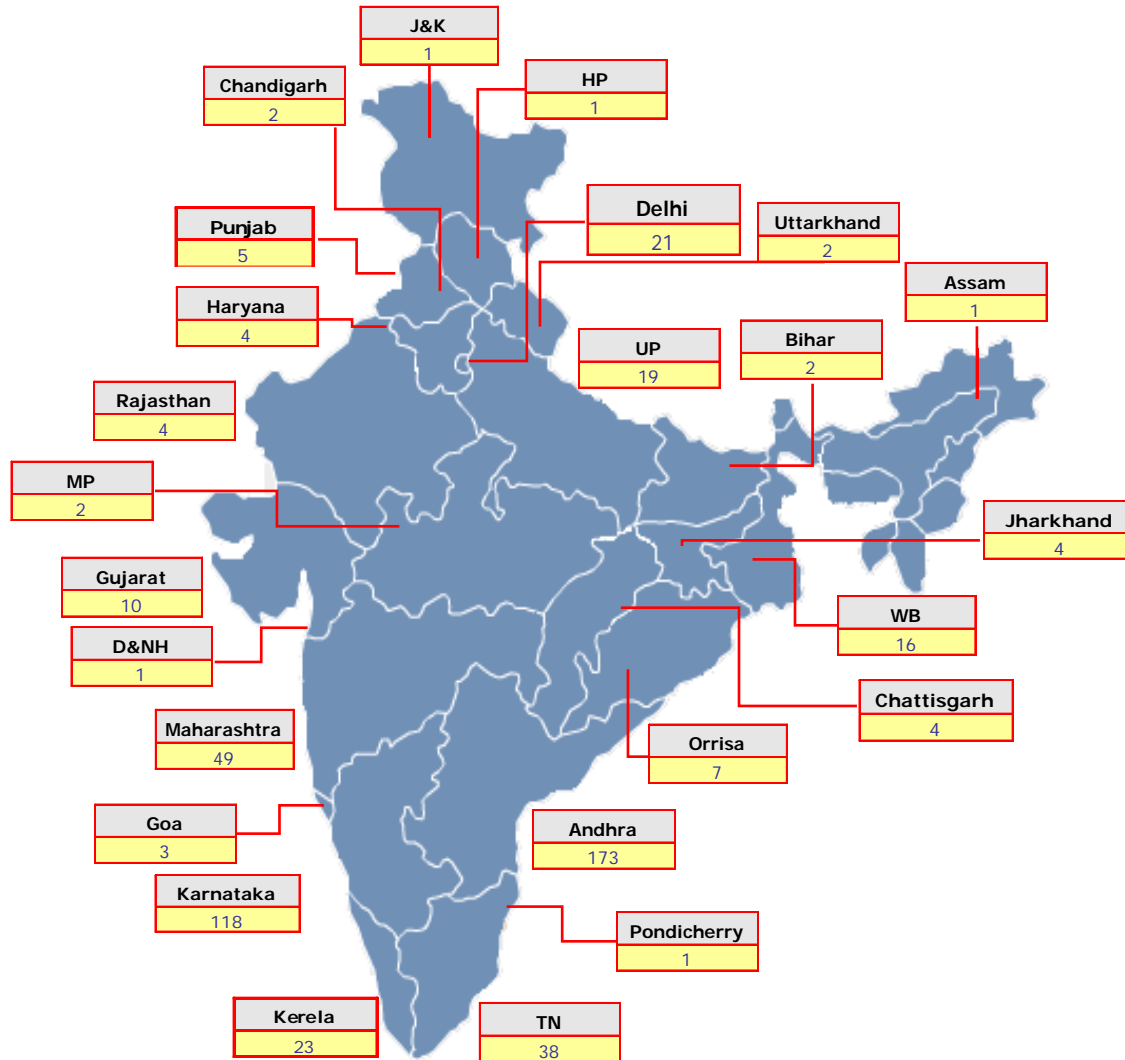 J&K
1
HP
1
Chandigarh
2
Delhi
21
Uttarkhand
2
Punjab
5
Assam
1
Haryana
4
UP
19
Bihar
2
Rajasthan
4
MP
2
Jharkhand
4
Gujarat
10
WB
16
D&NH
1
Chattisgarh
4
Maharashtra
49
Orrisa
7
Goa
3
Andhra
173
Karnataka
118
Pondicherry
1
Kerela
23
TN
38